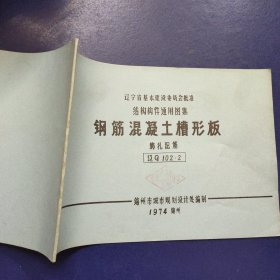 辽宁省基本建设委员会批准
结构构件通用图集
钢筋混凝土槽形板
辽G102-2
锦州市城市规划设计处编制
1974 锦州